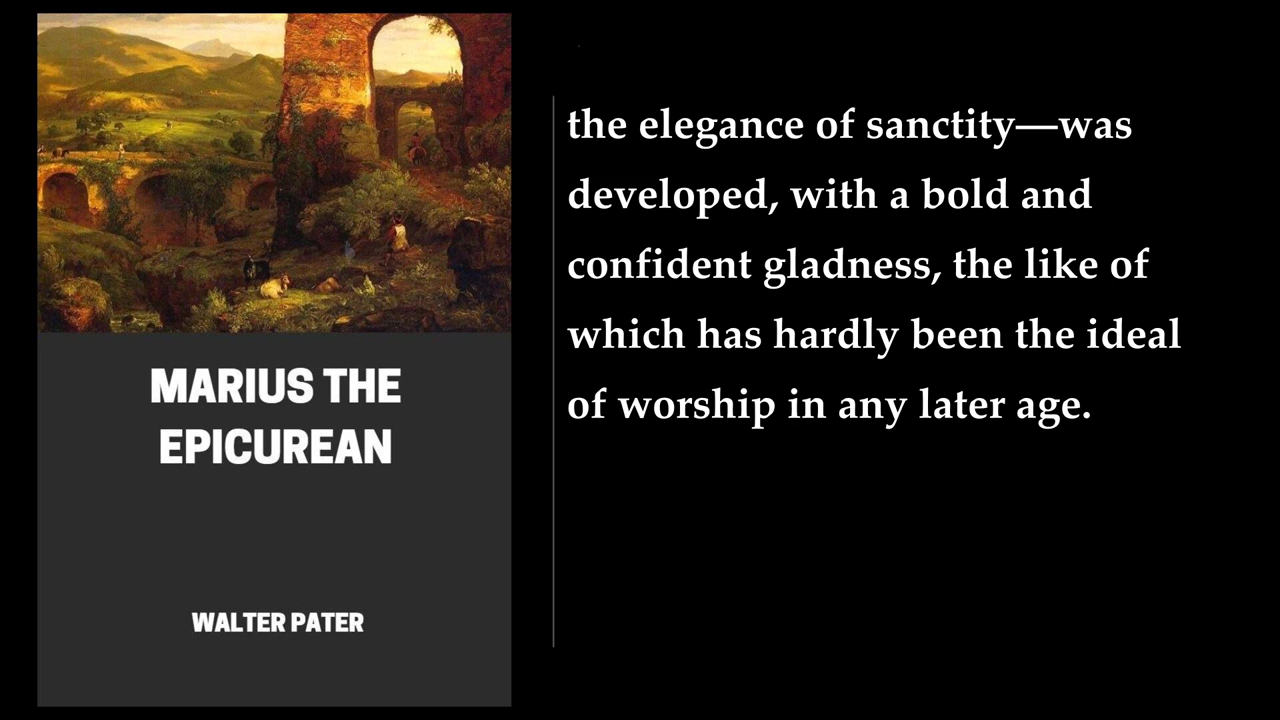 MARIUS THE
EPICUREAN
WALTER PATER
the elegance of sanctity—was
developed, with a bold and
confident gladness, the like of
which has hardly been the ideal
of worship in any later age.